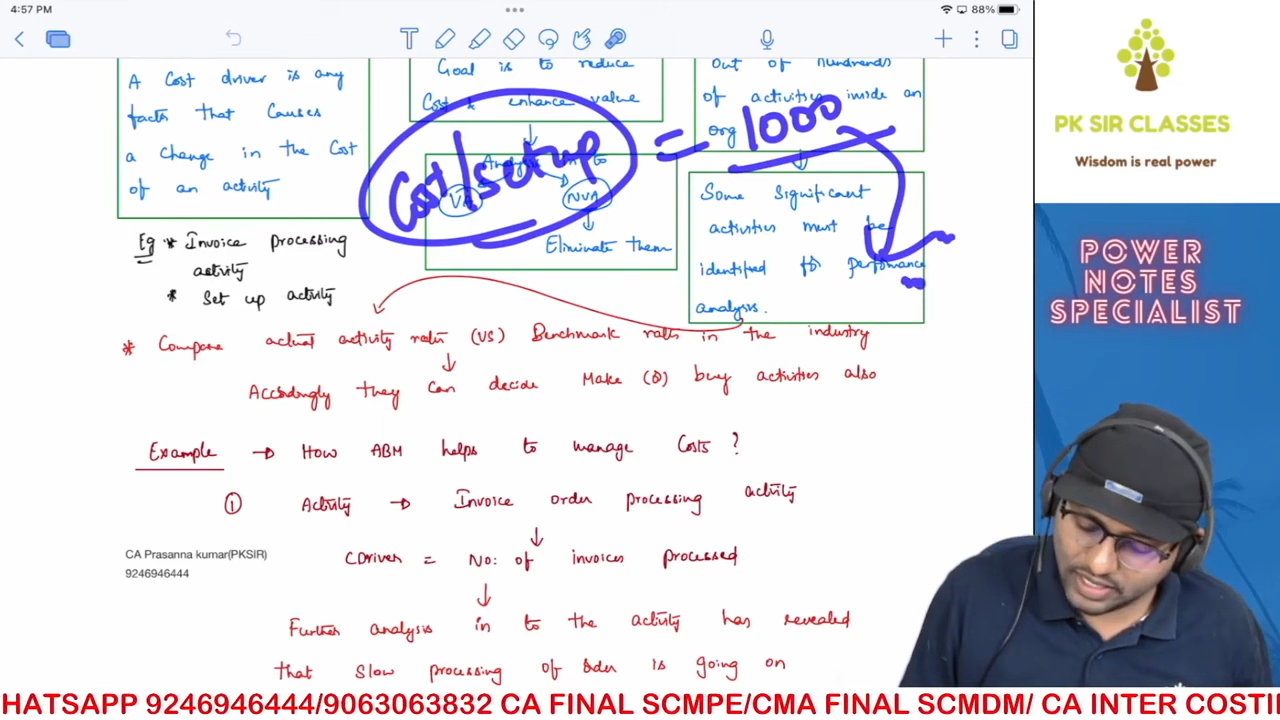 4:57 PM
88%
A Cost driver is any
factor that Causes
a change in the Cost
of an activity
Goal is to reduce
Cost & enhance value
Analysis in to
VA
NVA
Eliminate them
Out of hundreds
of activities inside an
org
Some Significant
activities must be
identified for performance
analysis.
Cost/setup = 1000
Eg * Invoice processing
activity
* Set up activity
* Compare actual activity rates (VS) Benchmark rates in the industry
Accordingly they can decide Make (or) buy activities also
Example → How ABM helps to manage Costs ?
① Activity → Invoice order processing activity
CDriver = No: of invoices processed
Further analysis in to the activity has revealed
that slow processing of order is going on
CA Prasanna kumar(PKSIR)
9246946444
PK SIR CLASSES
Wisdom is real power
POWER
NOTES
SPECIALIST
HATSAPP 9246946444/9063063832 CA FINAL SCMPE/CMA FINAL SCMDM/ CA INTER COSTI